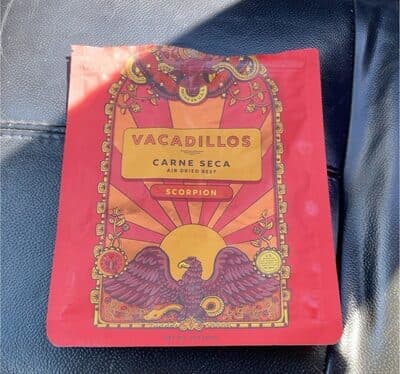 VACADILLOS
CARNE SECA
AIR DRIED BEEF
SCORPION